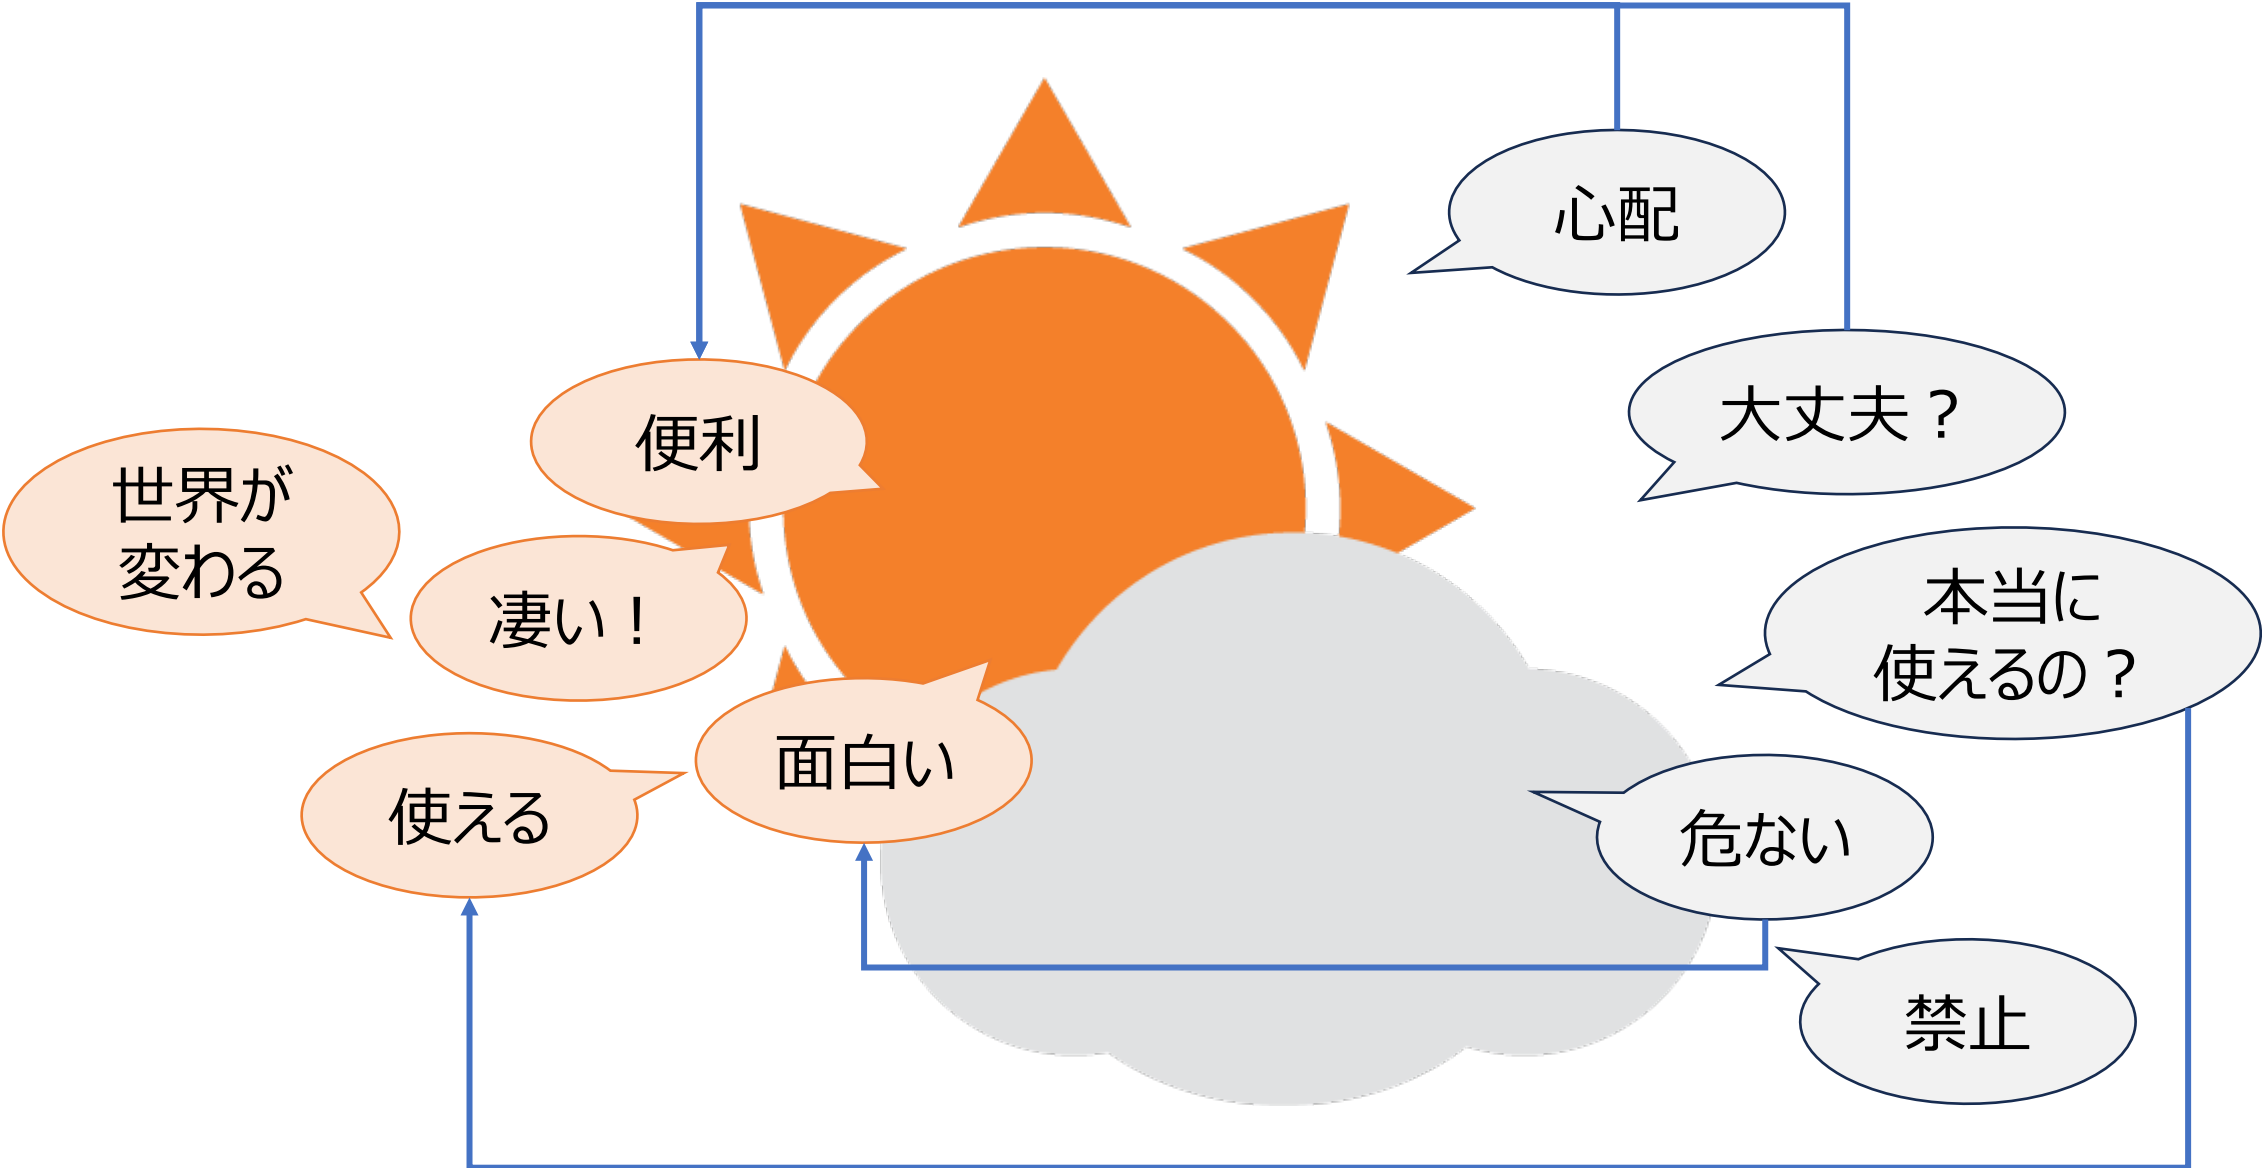 心配
便利
大丈夫？
世界が
変わる
凄い！
本当に
使えるの？
面白い
使える
危ない
禁止